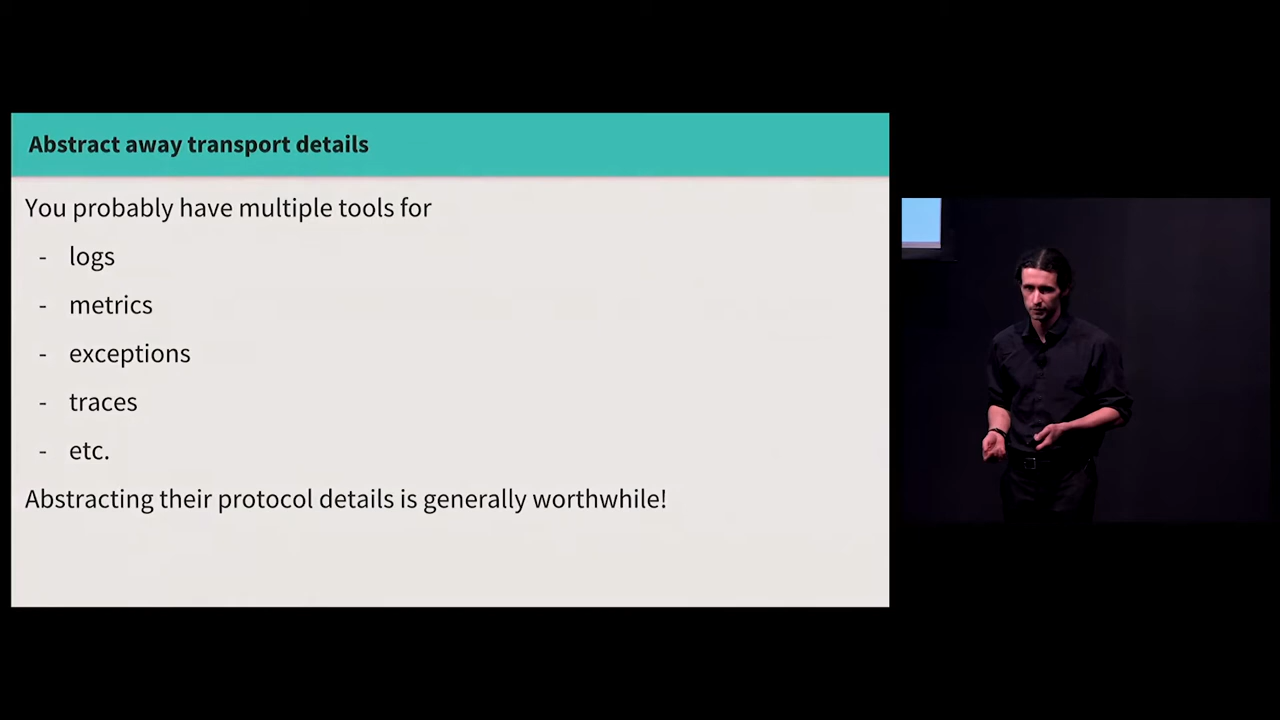 Abstract away transport details
You probably have multiple tools for
- logs
- metrics
- exceptions
- traces
- etc.
Abstracting their protocol details is generally worthwhile!